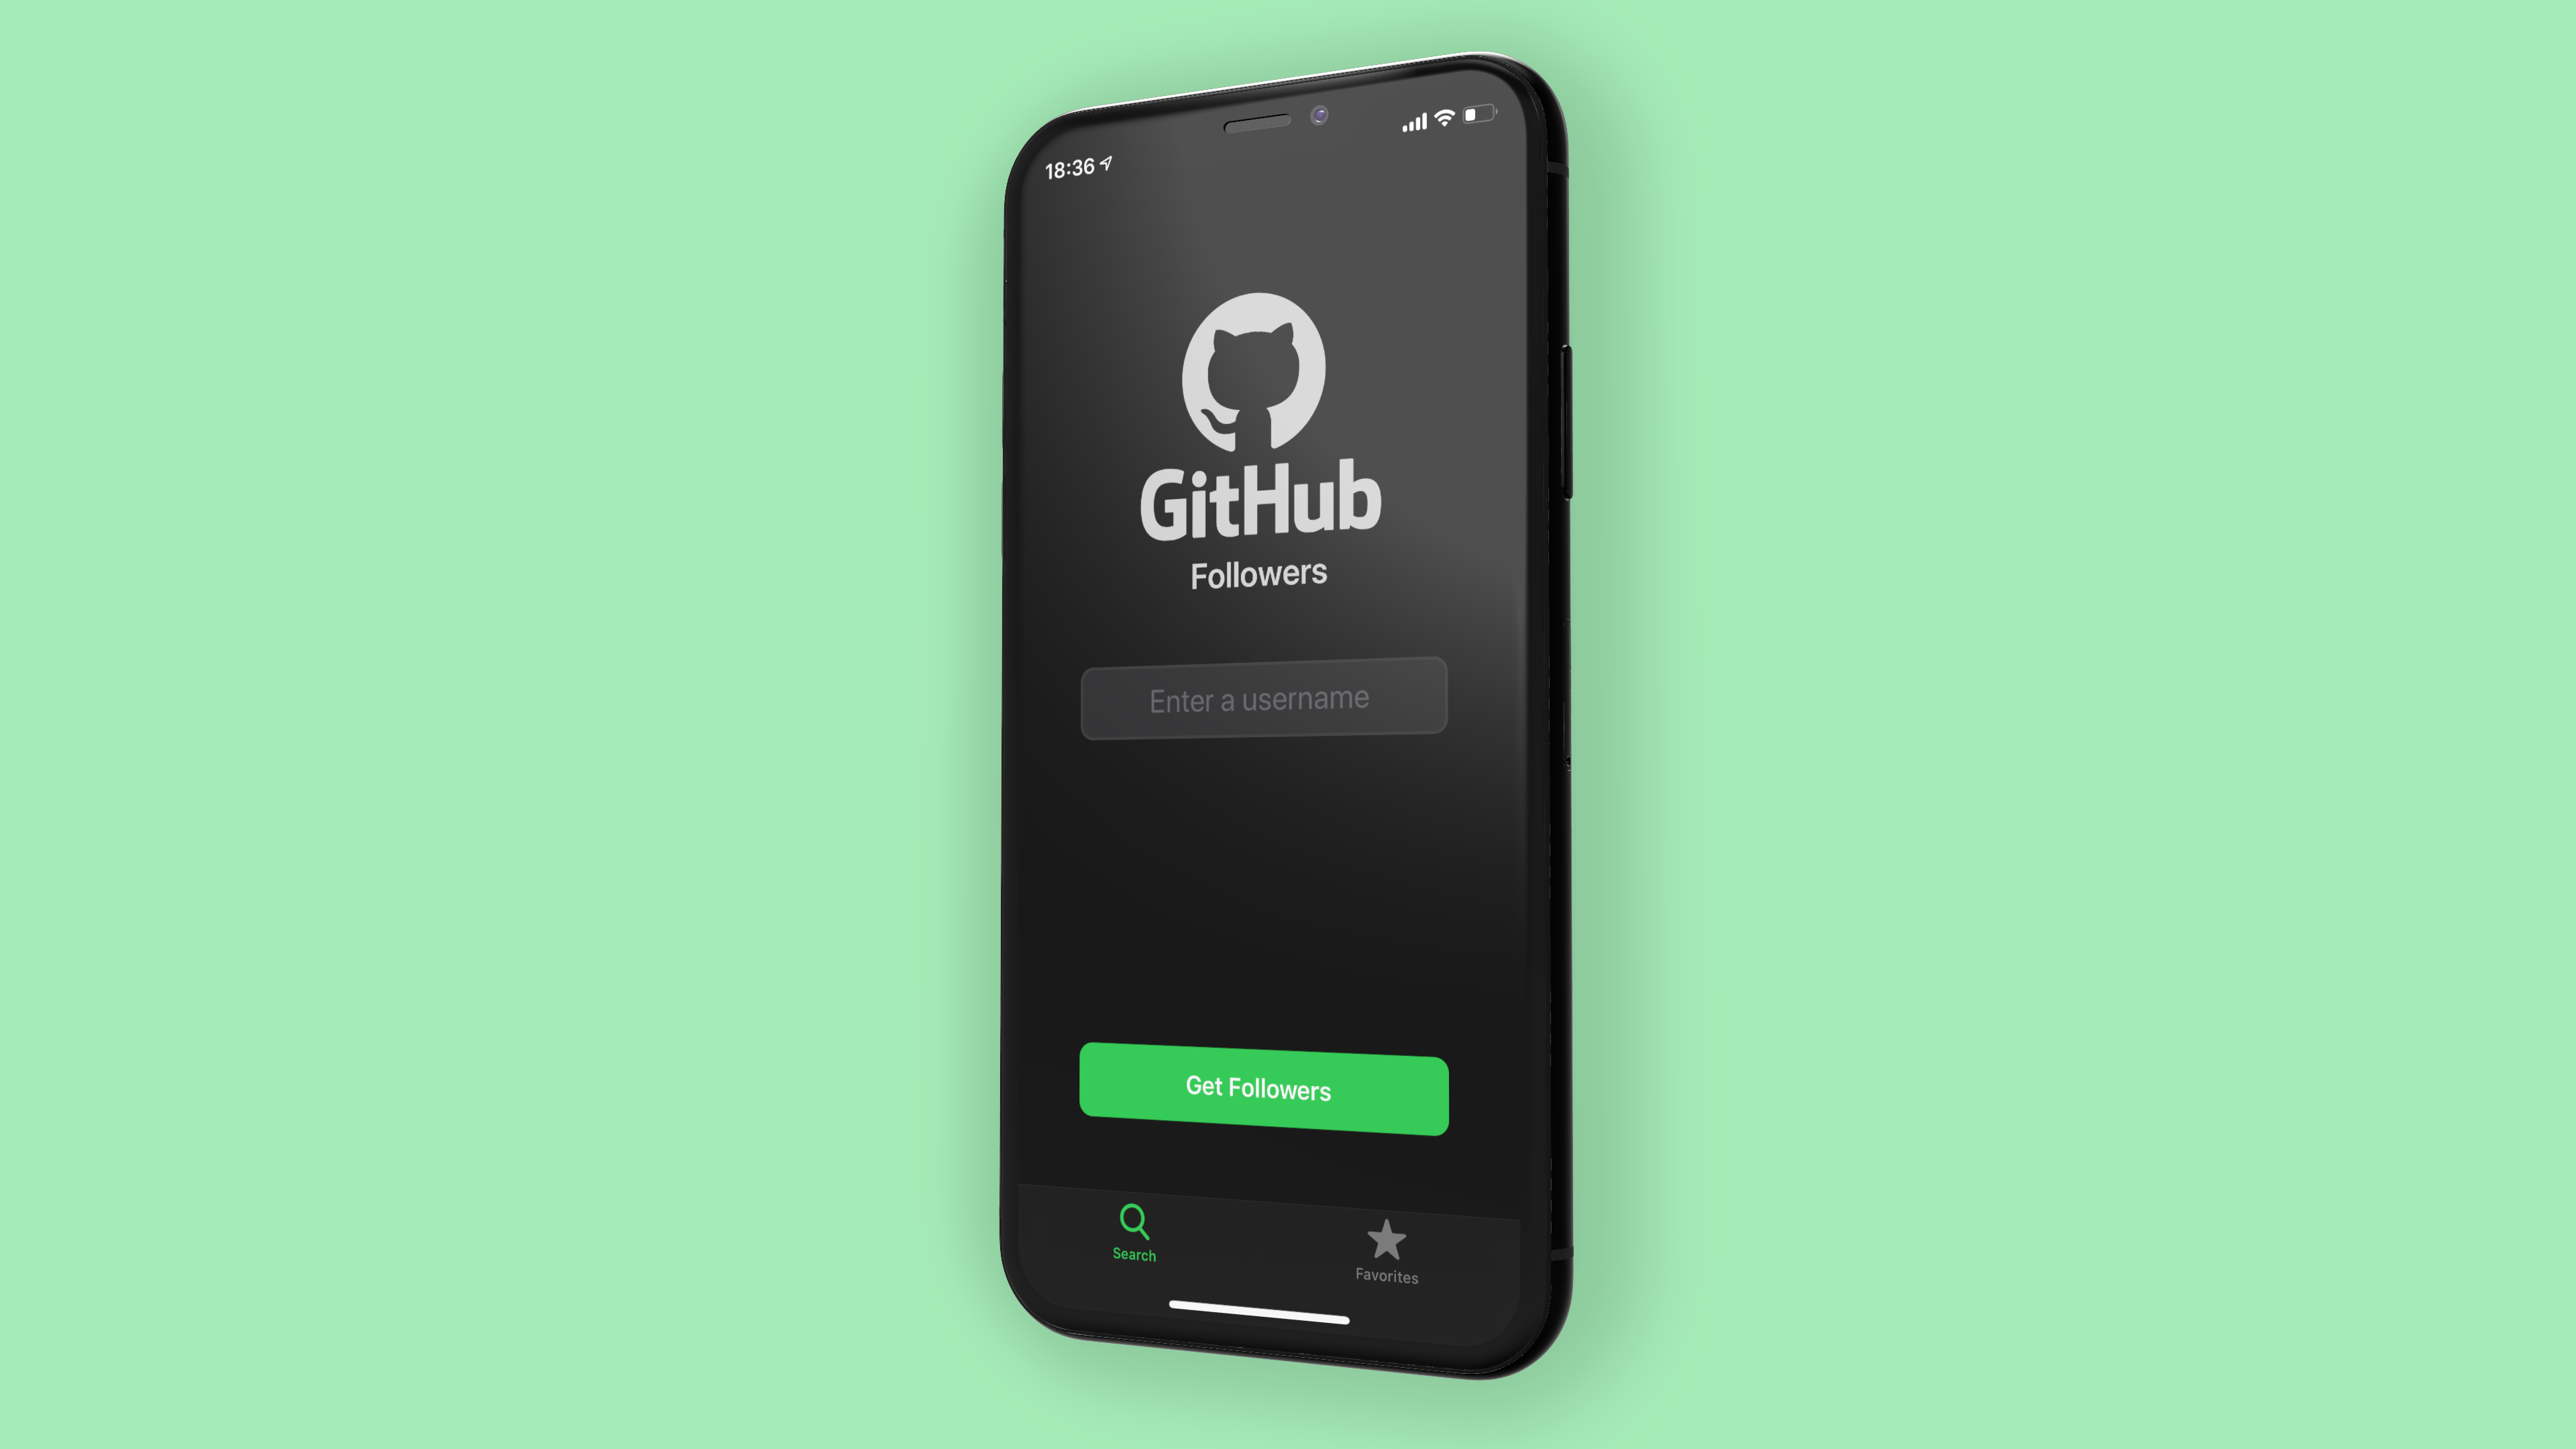 18:36
GitHub
Followers
Enter a username
Get Followers
Search
Favorites